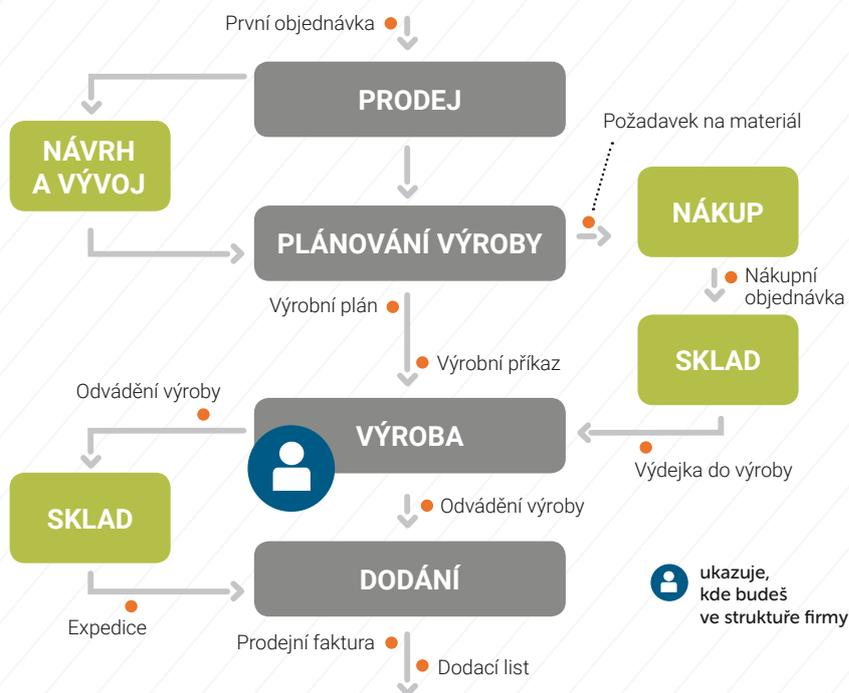 První objednávka
PRODEJ
Požadavek na materiál
NÁVRH
A VÝVOJ
NÁKUP
PLÁNOVÁNÍ VÝROBY
Nákupní
objednávka
Výrobní plán
SKLAD
Výrobní příkaz
Odvádění výroby
VÝROBA
Výdejka do výroby
SKLAD
Odvádění výroby
DODÁNÍ
ukazuje,
kde budeš
ve struktuře firmy
Expedice
Prodejní faktura
Dodací list